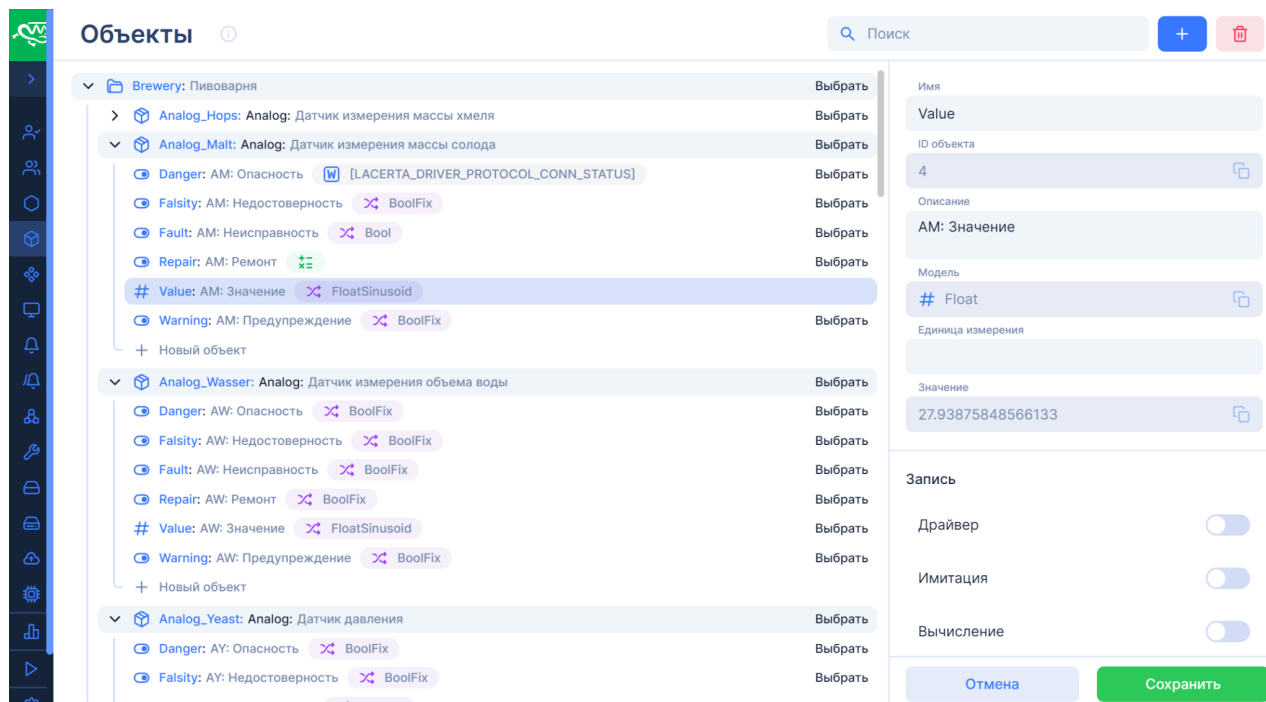 Объекты
Поиск
Brewery: Пивоварня Выбрать
Analog_Hops: Analog: Датчик измерения массы хмеля Выбрать
Analog_Malt: Analog: Датчик измерения массы солода Выбрать
Danger: AM: Опасность [LACERTA_DRIVER_PROTOCOL_CONN_STATUS] Выбрать
Falsity: AM: Недостоверность BoolFix Выбрать
Fault: AM: Неисправность Bool Выбрать
Repair: AM: Ремонт Выбрать
Value: AM: Значение FloatSinusoid
Warning: AM: Предупреждение BoolFix Выбрать
Новый объект
Analog_Wasser: Analog: Датчик измерения объема воды Выбрать
Danger: AW: Опасность BoolFix Выбрать
Falsity: AW: Недостоверность BoolFix Выбрать
Fault: AW: Неисправность BoolFix Выбрать
Repair: AW: Ремонт BoolFix Выбрать
Value: AW: Значение FloatSinusoid Выбрать
Warning: AW: Предупреждение BoolFix Выбрать
Новый объект
Analog_Yeast: Analog: Датчик давления Выбрать
Danger: AY: Опасность BoolFix Выбрать
Falsity: AY: Недостоверность BoolFix Выбрать
Имя
Value
ID объекта
4
Описание
AM: Значение
Модель
# Float
Единица измерения
Значение
27.93875848566133
Запись
Драйвер
Имитация
Вычисление
Отмена Сохранить